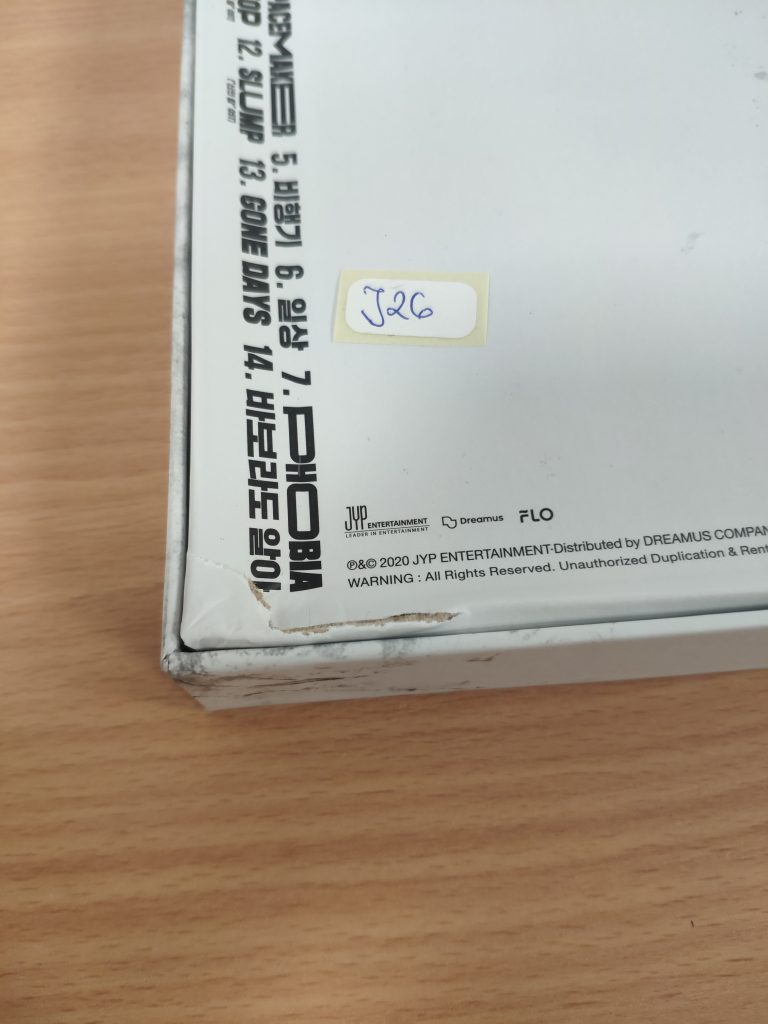 ACEMAKER 5. 비행기 6. 일상 7. PHOBIA
OP 12. SLUMP 13. GONE DAYS 14. 바보라도 알아
J26
JYP ENTERTAINMENT Dreamus FLO
LEADER IN ENTERTAINMENT
℗&© 2020 JYP ENTERTAINMENT·Distributed by DREAMUS COMPAN
WARNING : All Rights Reserved. Unauthorized Duplication & Rent